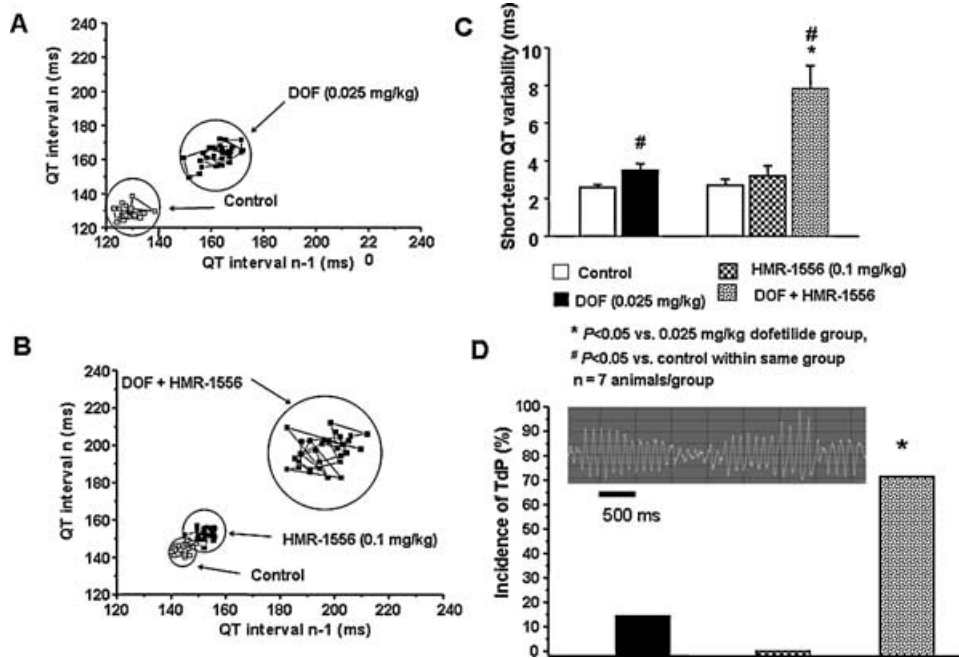 A
QT interval n (ms)
240
220
200
180
160
140
120
DOF (0.025 mg/kg)
Control
120 140 160 180 200 22 240
QT interval n-1 (ms) 0
B
QT interval n (ms)
240
220
200
180
160
140
120
DOF + HMR-1556
HMR-1556 (0.1 mg/kg)
Control
120 140 160 180 200 220 240
QT interval n-1 (ms)
C
Short-term QT variability (ms)
10
8
6
4
2
0
#
#
*
Control
HMR-1556 (0.1 mg/kg)
DOF (0.025 mg/kg)
DOF + HMR-1556
* P<0.05 vs. 0.025 mg/kg dofetilide group,
# P<0.05 vs. control within same group
n = 7 animals/group
D
Incidence of TdP (%)
100
90
80
70
60
50
40
30
20
10
0
500 ms
*